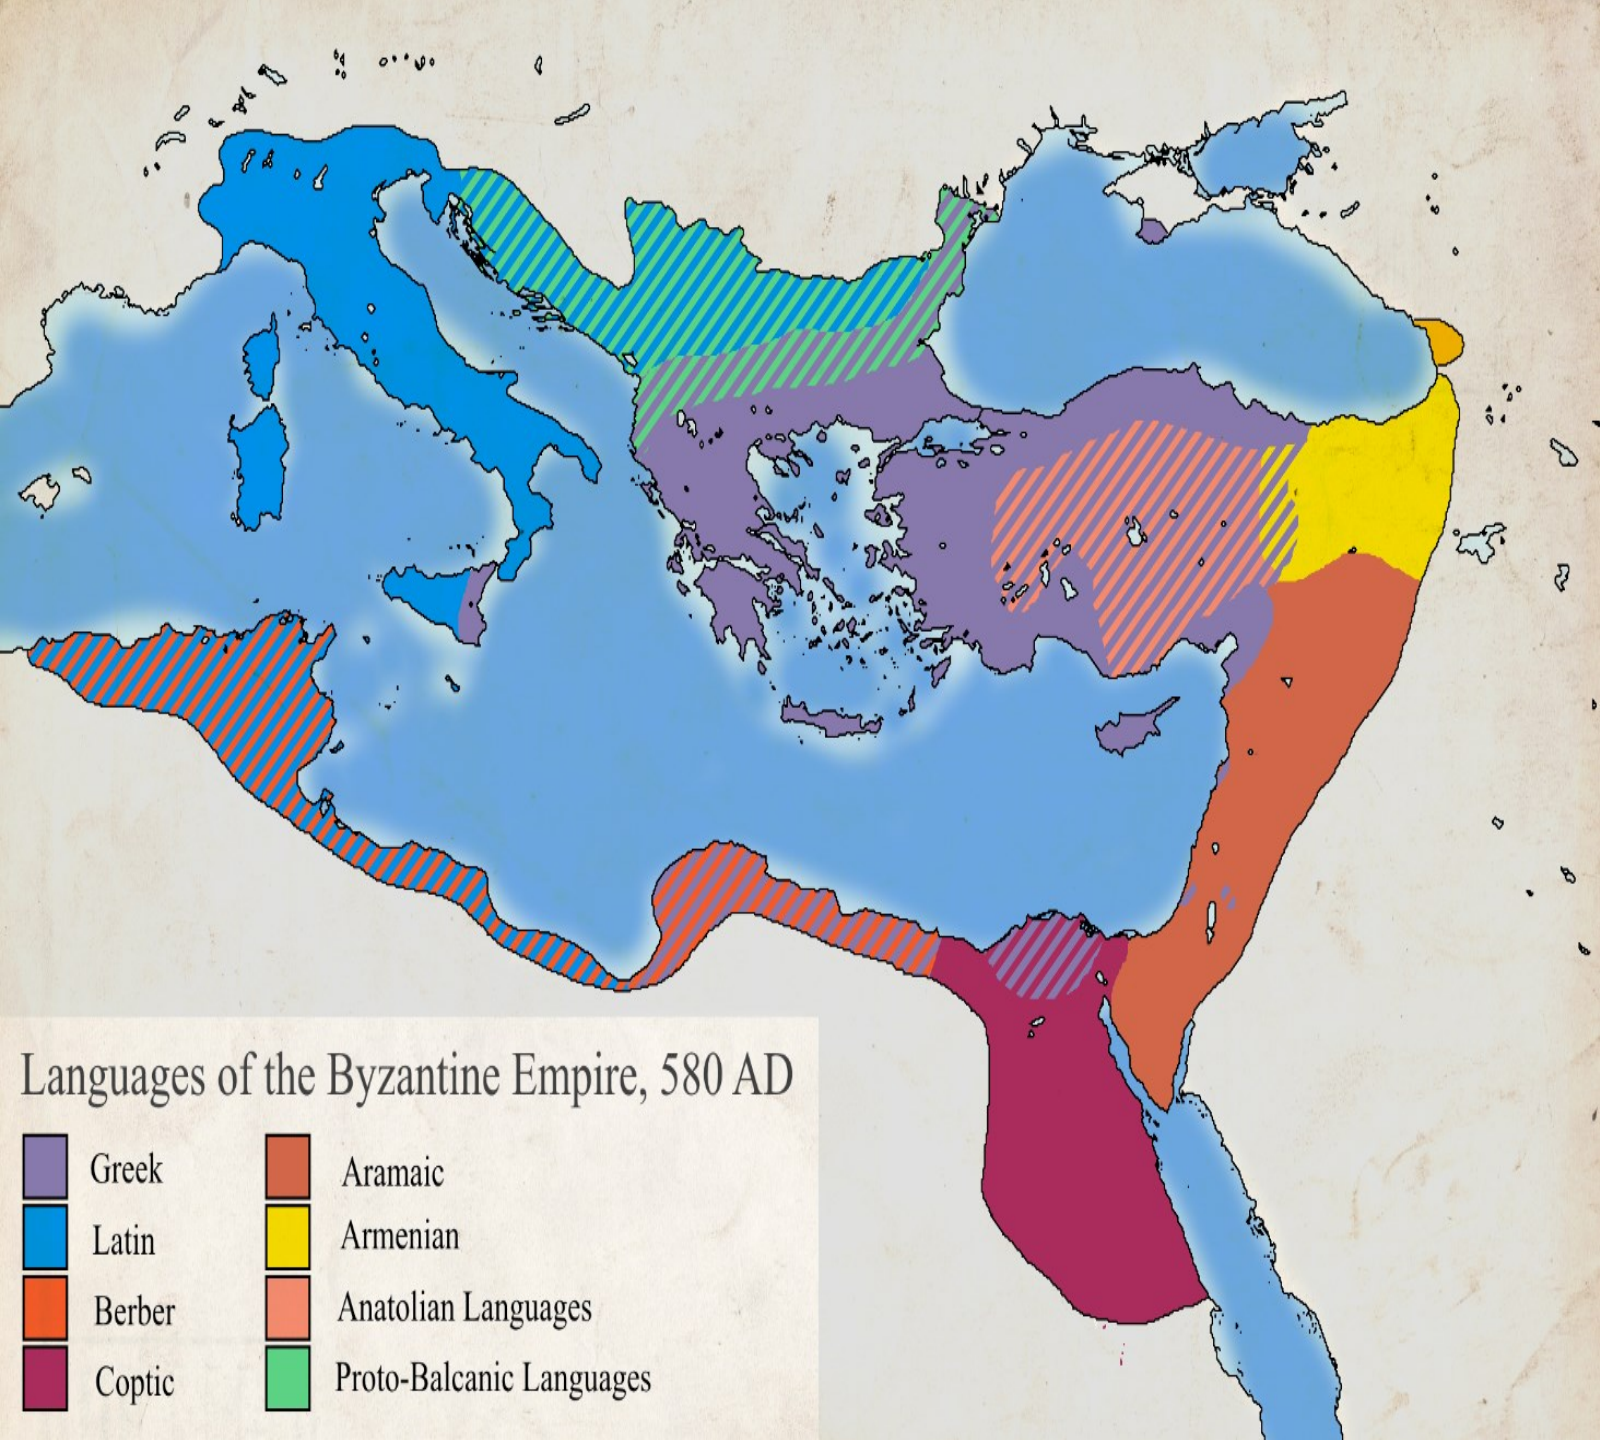 Languages of the Byzantine Empire, 580 AD
Greek
Latin
Berber
Coptic
Aramaic
Armenian
Anatolian Languages
Proto-Balcanic Languages